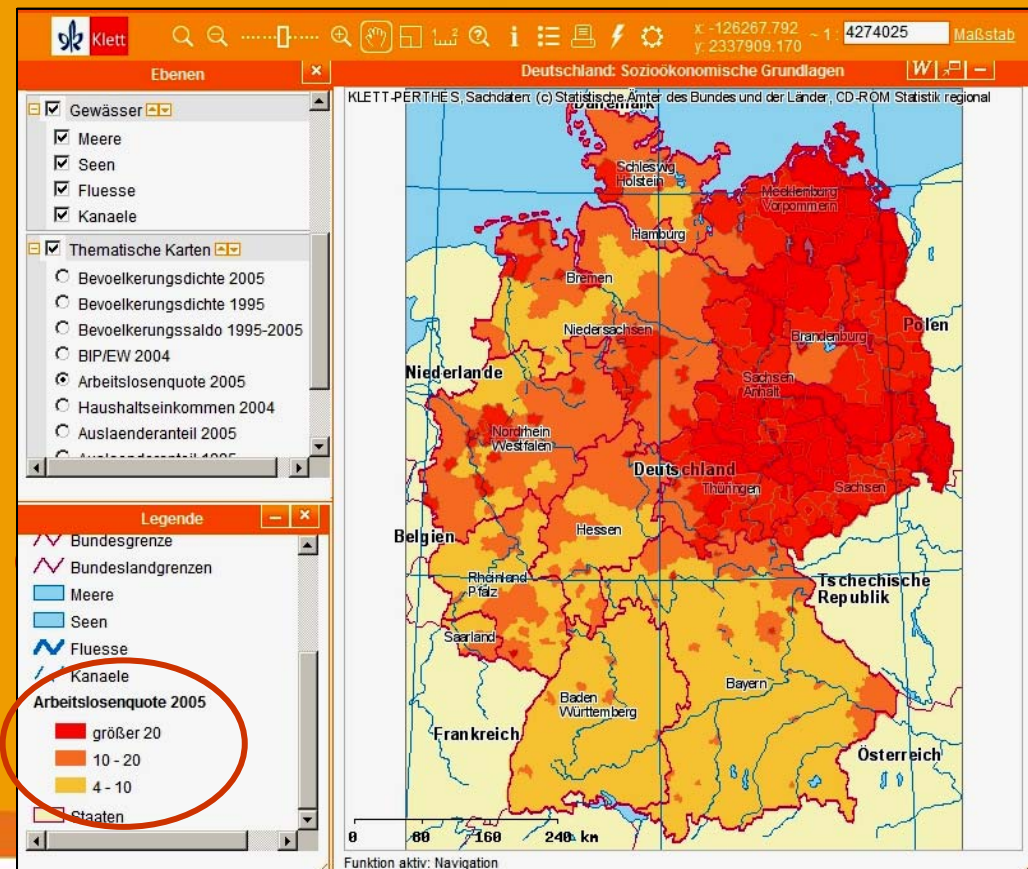 Klett
x: -126267.792
y: 2337909.170
~ 1 : 4274025
Maßstab
Ebenen
Gewässer
Meere
Seen
Fluesse
Kanaele
Thematische Karten
Bevoelkerungsdichte 2005
Bevoelkerungsdichte 1995
Bevoelkerungssaldo 1995-2005
BIP/EW 2004
Arbeitslosenquote 2005
Haushaltseinkommen 2004
Auslaenderanteil 2005
Auslaenderanteil 1995
Legende
Bundesgrenze
Bundeslandgrenzen
Meere
Seen
Fluesse
Kanaele
Arbeitslosenquote 2005
größer 20
10 - 20
4 - 10
Staaten
Deutschland: Sozioökonomische Grundlagen
W
KLETT-PERTHES, Sachdaten: (c) Statistische Ämter des Bundes und der Länder, CD-ROM Statistik regional
Dänemark
Schleswig
Holstein
Mecklenburg
Vorpommern
Hamburg
Bremen
Niedersachsen
Brandenburg
Polen
Niederlande
Sachsen
Anhalt
Nordrhein
Westfalen
Deutschland
Thüringen
Sachsen
Belgien
Hessen
Rheinland
Pfalz
Tschechische
Republik
Saarland
Bayern
Baden
Württemberg
Frankreich
Österreich
0 80 160 240 km
Funktion aktiv: Navigation